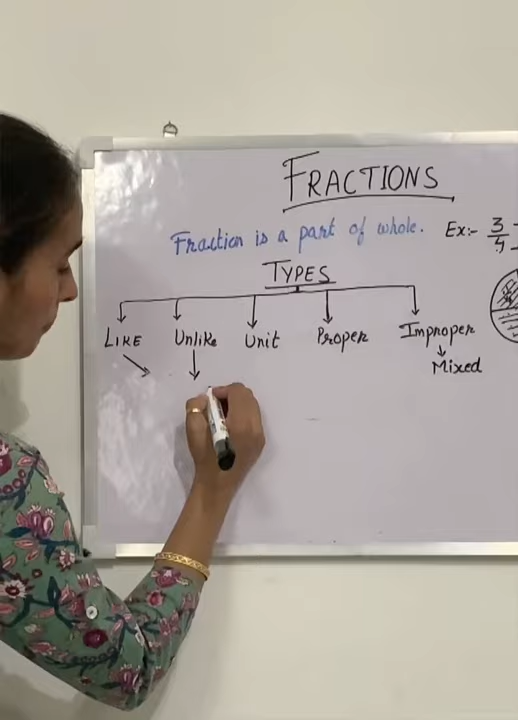 FRACTIONS
Fraction is a part of whole. Ex:- 3/4
TYPES
LIKE Unlike Unit Proper Improper
Mixed